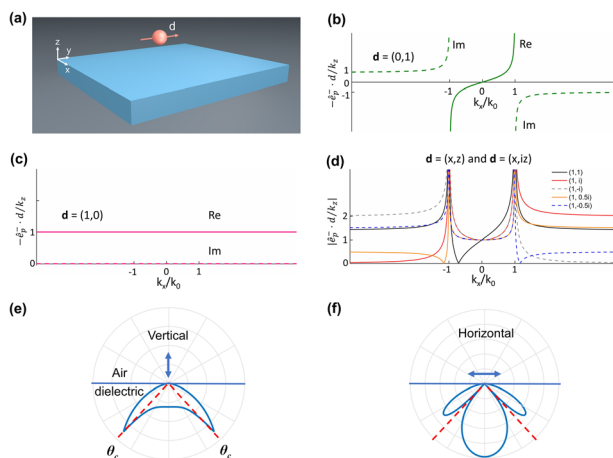 (a)
d
z
y
x
(b)
d = (0,1)
Im
Re
Im
−ê_p^− · d/k_z
1
0
-1
-1
1
k_x/k_0
(c)
d = (1,0)
Re
Im
−ê_p^− · d/k_z
1
0
-1
0
1
k_x/k_0
(d)
d = (x,z) and d = (x,iz)
(1,1)
(1, i)
(1,-i)
(1, 0.5i)
(1,-0.5i)
|ê_p^− · d/k_z|
2
1
0
-1
0
1
k_x/k_0
(e)
Vertical
Air
dielectric
θ_c
θ_c
(f)
Horizontal